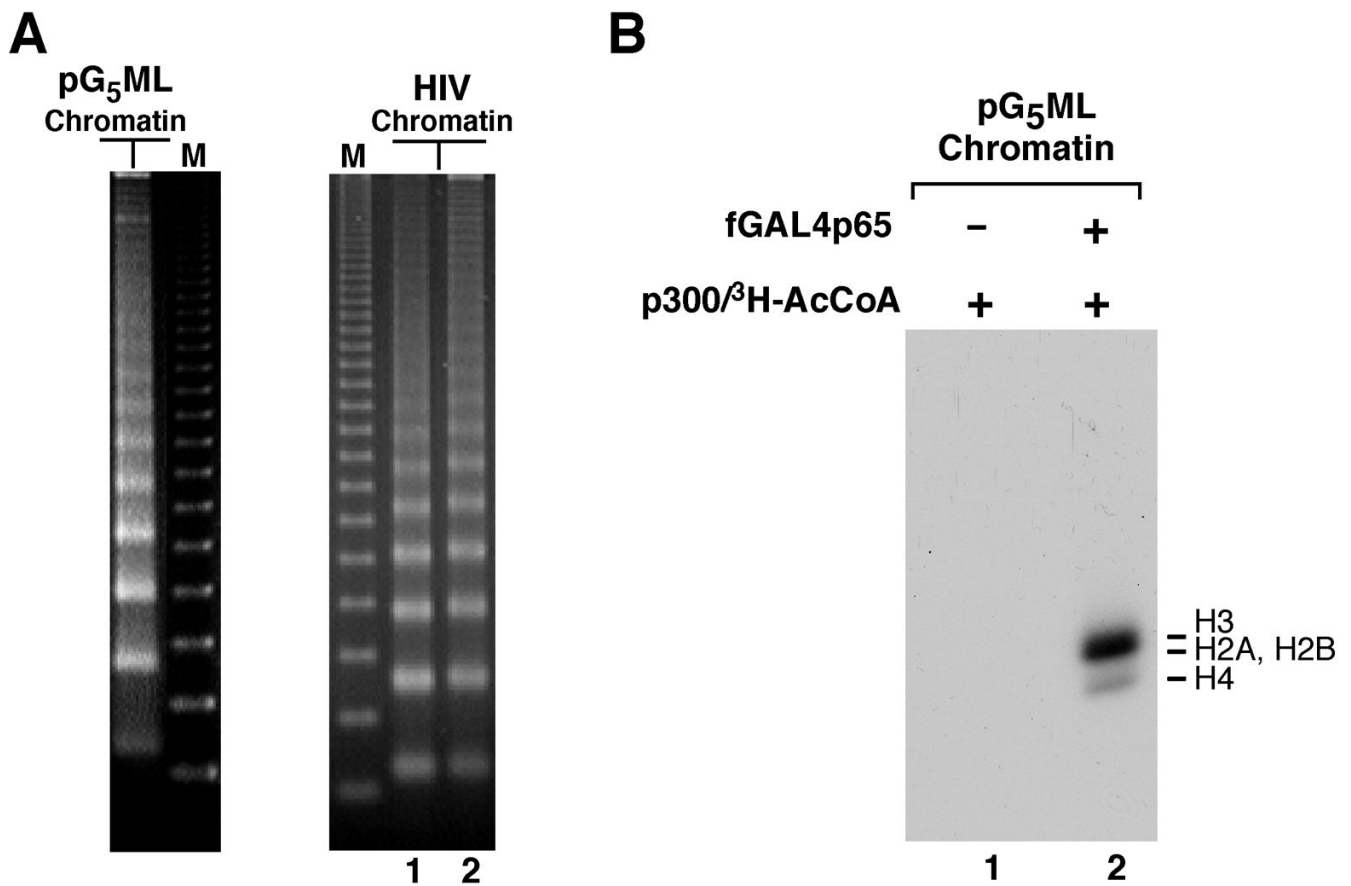 A
pG5ML
Chromatin
M
HIV
Chromatin
M
1 2
B
pG5ML
Chromatin
fGAL4p65 – +
p300/³H-AcCoA + +
H3
H2A, H2B
H4
1 2